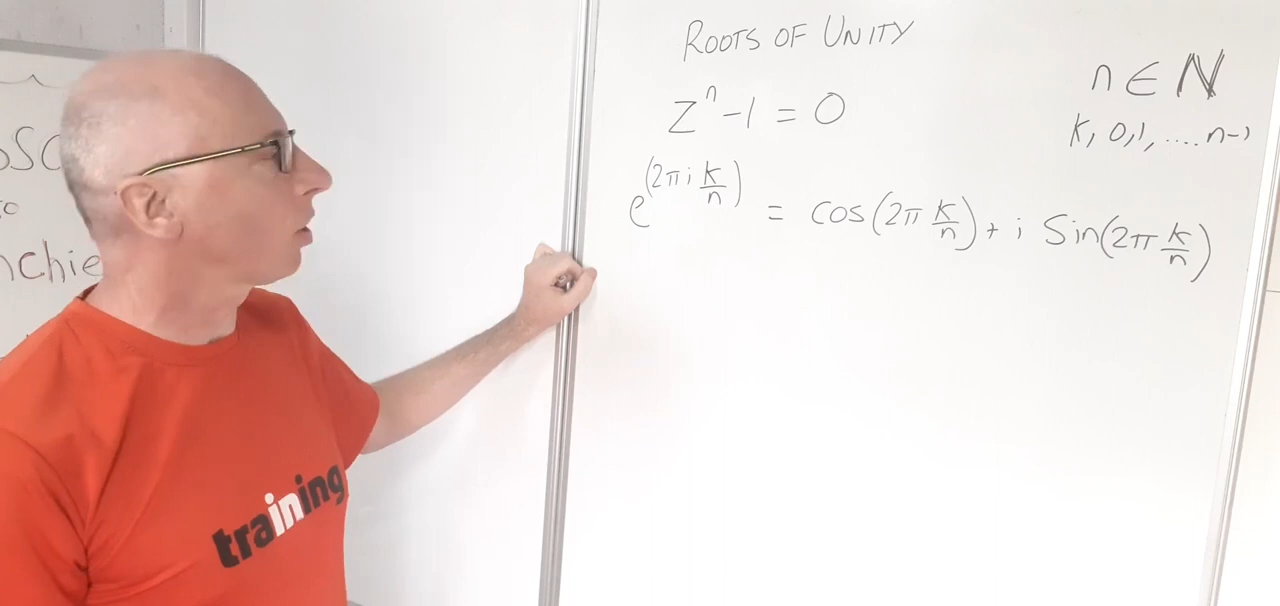 ROOTS OF UNITY
n ∈ ℕ
z^n - 1 = 0
k, 0, 1, .... n-1
e^(2πi k/n) = cos(2π k/n) + i Sin(2π k/n)
training